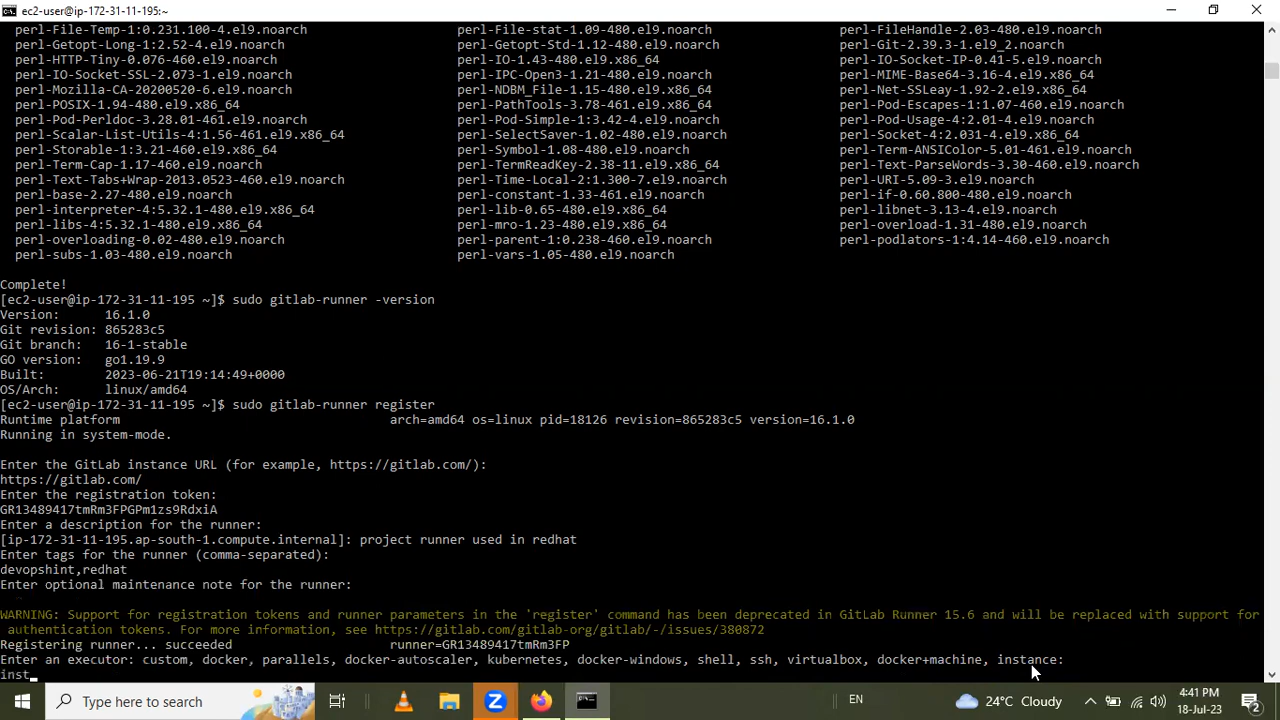 ec2-user@ip-172-31-11-195:~
perl-File-Temp-1:0.231.100-4.el9.noarch perl-File-stat-1.09-480.el9.noarch perl-FileHandle-2.03-480.el9.noarch
perl-Getopt-Long-1:2.52-4.el9.noarch perl-Getopt-Std-1.12-480.el9.noarch perl-Git-2.39.3-1.el9_2.noarch
perl-HTTP-Tiny-0.076-460.el9.noarch perl-IO-1.43-480.el9.x86_64 perl-IO-Socket-IP-0.41-5.el9.noarch
perl-IO-Socket-SSL-2.073-1.el9.noarch perl-IPC-Open3-1.21-480.el9.noarch perl-MIME-Base64-3.16-4.el9.x86_64
perl-Mozilla-CA-20200520-6.el9.noarch perl-NDBM_File-1.15-480.el9.x86_64 perl-Net-SSLeay-1.92-2.el9.x86_64
perl-POSIX-1.94-480.el9.x86_64 perl-PathTools-3.78-461.el9.x86_64 perl-Pod-Escapes-1:1.07-460.el9.noarch
perl-Pod-Perldoc-3.28.01-461.el9.noarch perl-Pod-Simple-1:3.42-4.el9.noarch perl-Pod-Usage-4:2.01-4.el9.noarch
perl-Scalar-List-Utils-4:1.56-461.el9.x86_64 perl-SelectSaver-1.02-480.el9.noarch perl-Socket-4:2.031-4.el9.x86_64
perl-Storable-1:3.21-460.el9.x86_64 perl-Symbol-1.08-480.el9.noarch perl-Term-ANSIColor-5.01-461.el9.noarch
perl-Term-Cap-1.17-460.el9.noarch perl-TermReadKey-2.38-11.el9.x86_64 perl-Text-ParseWords-3.30-460.el9.noarch
perl-Text-Tabs+Wrap-2013.0523-460.el9.noarch perl-Time-Local-2:1.300-7.el9.noarch perl-URI-5.09-3.el9.noarch
perl-base-2.27-480.el9.noarch perl-constant-1.33-461.el9.noarch perl-if-0.60.800-480.el9.noarch
perl-interpreter-4:5.32.1-480.el9.x86_64 perl-lib-0.65-480.el9.x86_64 perl-libnet-3.13-4.el9.noarch
perl-libs-4:5.32.1-480.el9.x86_64 perl-mro-1.23-480.el9.x86_64 perl-overload-1.31-480.el9.noarch
perl-overloading-0.02-480.el9.noarch perl-parent-1:0.238-460.el9.noarch perl-podlators-1:4.14-460.el9.noarch
perl-subs-1.03-480.el9.noarch perl-vars-1.05-480.el9.noarch
Complete!
[ec2-user@ip-172-31-11-195 ~]$ sudo gitlab-runner -version
Version: 16.1.0
Git revision: 865283c5
Git branch: 16-1-stable
GO version: go1.19.9
Built: 2023-06-21T19:14:49+0000
OS/Arch: linux/amd64
[ec2-user@ip-172-31-11-195 ~]$ sudo gitlab-runner register
Runtime platform arch=amd64 os=linux pid=18126 revision=865283c5 version=16.1.0
Running in system-mode.
Enter the GitLab instance URL (for example, https://gitlab.com/):
https://gitlab.com/
Enter the registration token:
GR13489417tmRm3FPGPm1zs9RdxiA
Enter a description for the runner:
[ip-172-31-11-195.ap-south-1.compute.internal]: project runner used in redhat
Enter tags for the runner (comma-separated):
devopshint,redhat
Enter optional maintenance note for the runner:
WARNING: Support for registration tokens and runner parameters in the 'register' command has been deprecated in GitLab Runner 15.6 and will be replaced with support for
authentication tokens. For more information, see https://gitlab.com/gitlab-org/gitlab/-/issues/380872
Registering runner... succeeded runner=GR13489417tmRm3FP
Enter an executor: custom, docker, parallels, docker-autoscaler, kubernetes, docker-windows, shell, ssh, virtualbox, docker+machine, instance:
inst_
Type here to search
EN
24°C Cloudy
4:41 PM
18-Jul-23
2